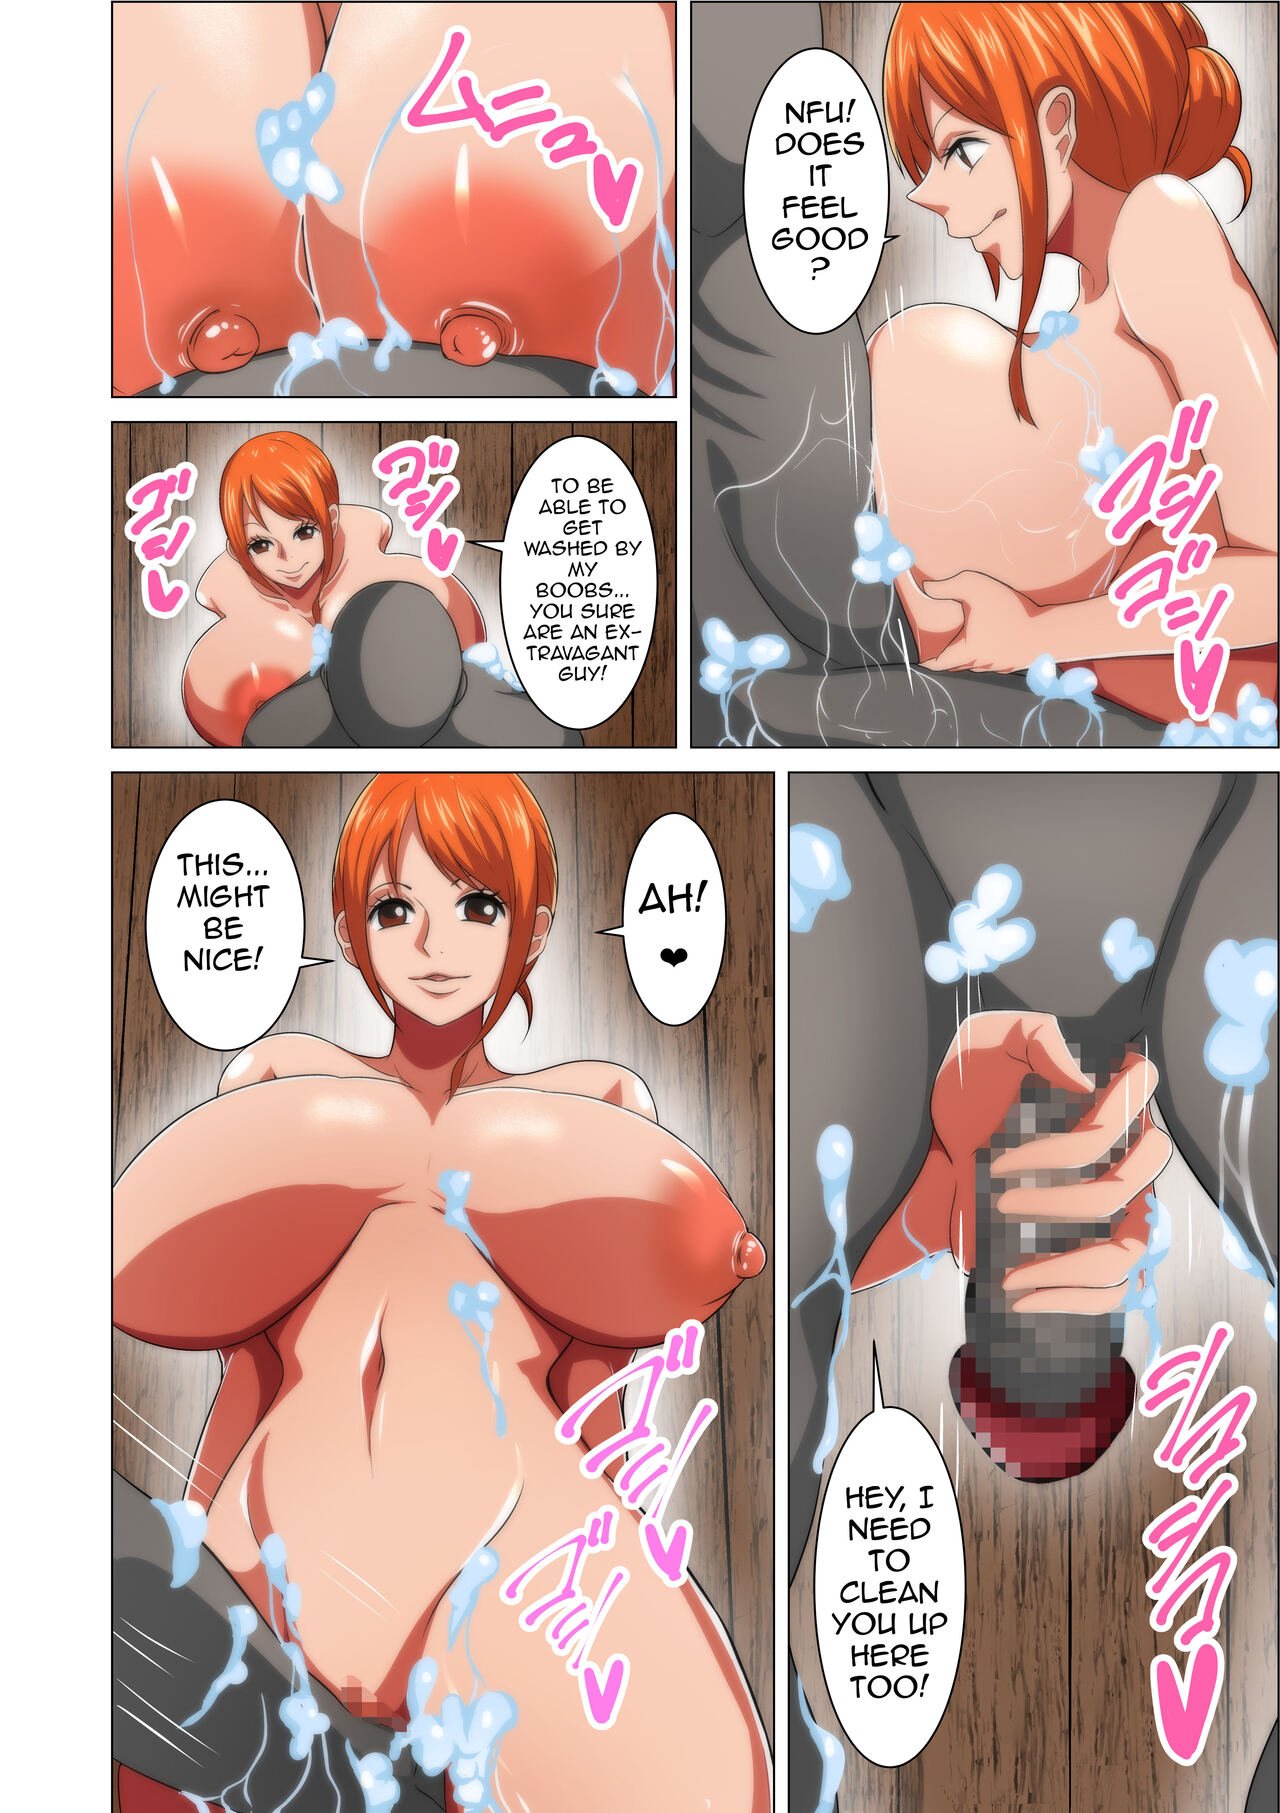 NFU!
DOES
IT
FEEL
GOOD
?
ゴシ
ゴシ
ムニっ
TO BE
ABLE TO
GET
WASHED BY
MY
BOOBS...
YOU SURE
ARE AN EX-
TRAVAGANT
GUY!
ゴシ
ゴシ
HEY, I
NEED
TO
CLEAN
YOU UP
HERE
TOO!
シコ
シコ
AH!
❤
THIS...
MIGHT
BE
NICE!
ゴシ
ゴシ